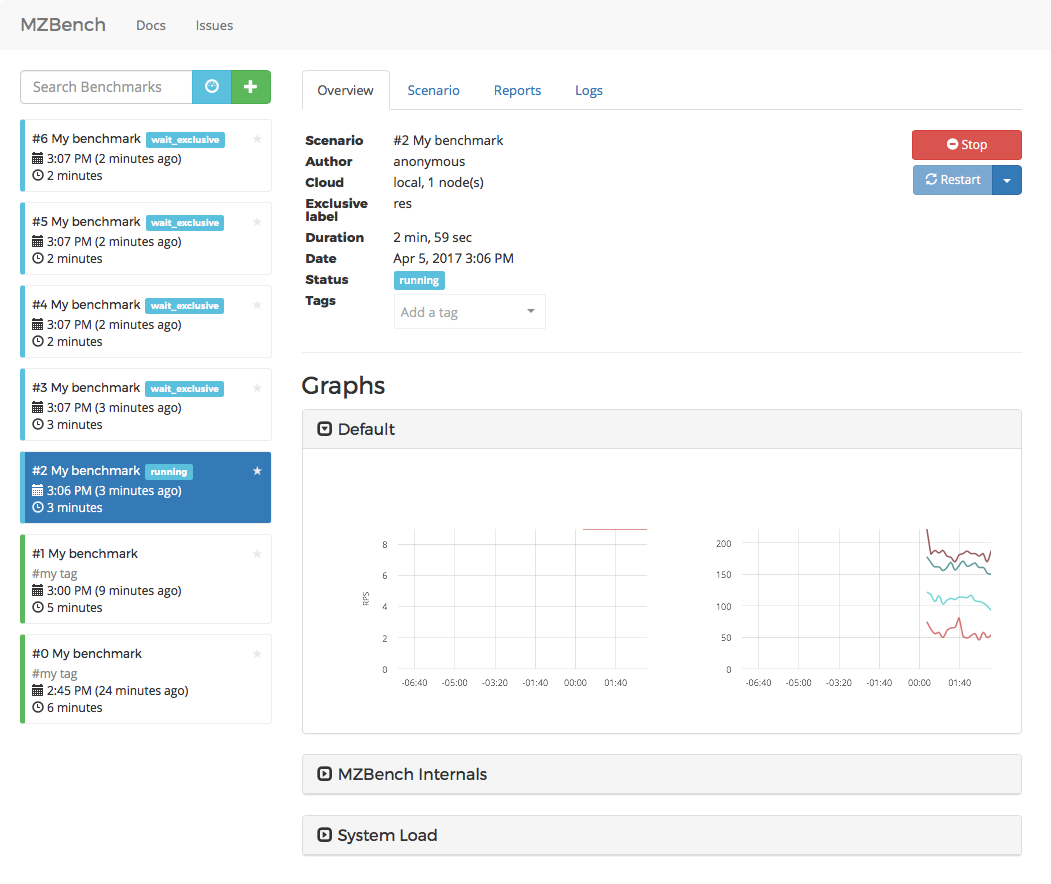 MZBench Docs Issues
Search Benchmarks
#6 My benchmark wait_exclusive
3:07 PM (2 minutes ago)
2 minutes
#5 My benchmark wait_exclusive
3:07 PM (2 minutes ago)
2 minutes
#4 My benchmark wait_exclusive
3:07 PM (2 minutes ago)
2 minutes
#3 My benchmark wait_exclusive
3:07 PM (3 minutes ago)
3 minutes
#2 My benchmark running
3:06 PM (3 minutes ago)
3 minutes
#1 My benchmark
#my tag
3:00 PM (9 minutes ago)
5 minutes
#0 My benchmark
#my tag
2:45 PM (24 minutes ago)
6 minutes
Overview Scenario Reports Logs
Scenario #2 My benchmark
Author anonymous
Cloud local, 1 node(s)
Exclusive label res
Duration 2 min, 59 sec
Date Apr 5, 2017 3:06 PM
Status running
Tags Add a tag
Stop
Restart
Graphs
Default
RPS
8
6
4
2
0
-06:40 -05:00 -03:20 -01:40 00:00 01:40
200
150
100
50
0
-06:40 -05:00 -03:20 -01:40 00:00 01:40
MZBench Internals
System Load